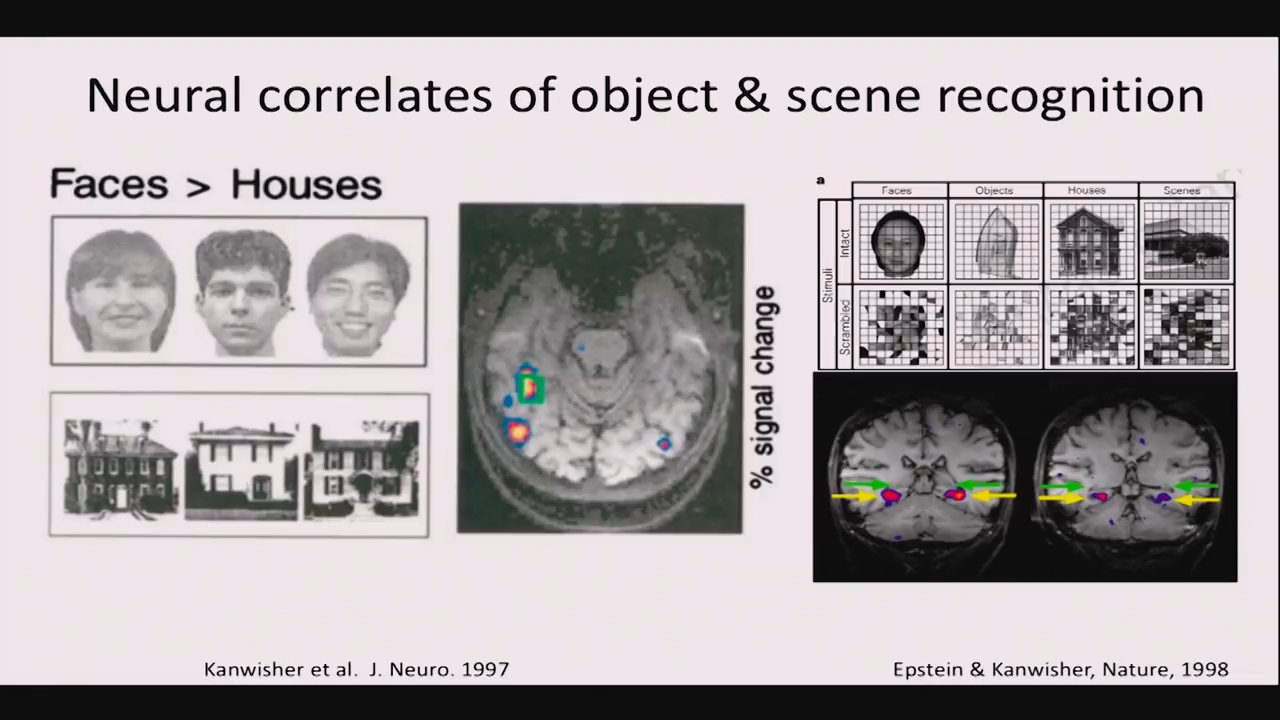 Neural correlates of object & scene recognition
Faces > Houses
% signal change
a
Faces Objects Houses Scenes
Stimuli
Intact
Scrambled
Kanwisher et al. J. Neuro. 1997
Epstein & Kanwisher, Nature, 1998